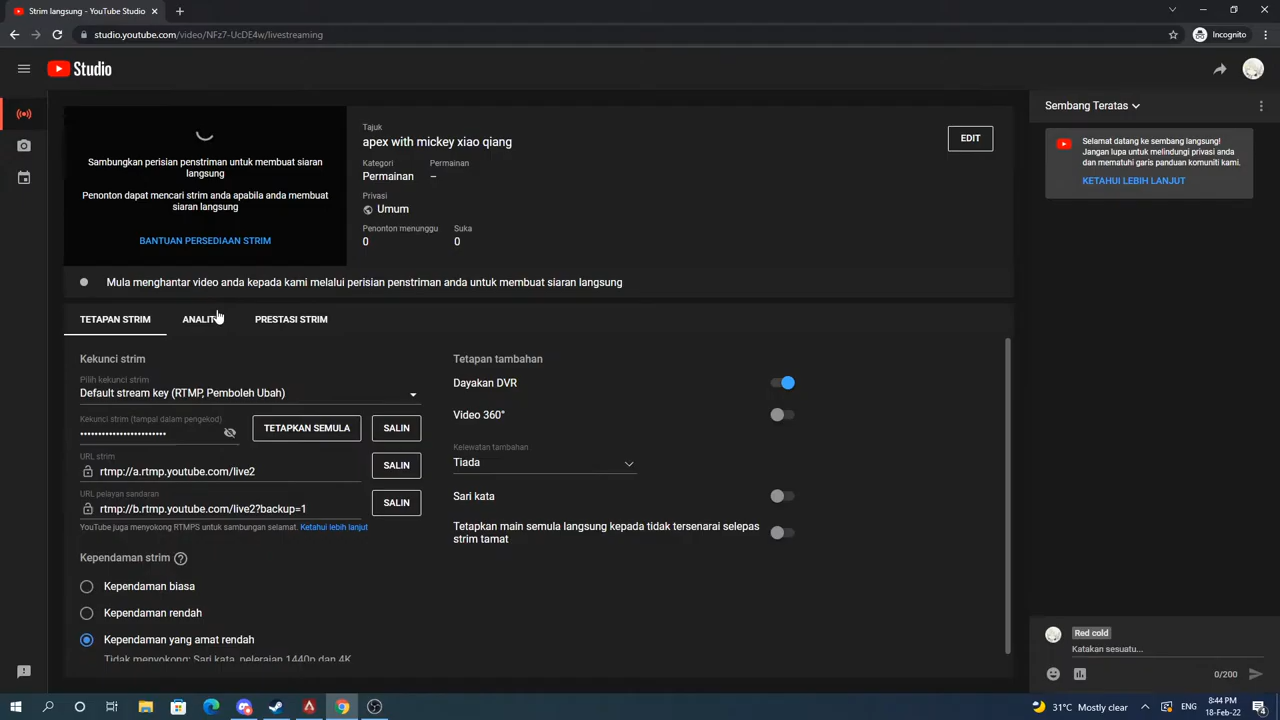 Strim langsung - YouTube Studio
studio.youtube.com/video/NFz7-UcDE4w/livestreaming
Incognito
Studio
Sambungkan perisian penstriman untuk membuat siaran
langsung
Penonton dapat mencari strim anda apabila anda membuat
siaran langsung
BANTUAN PERSEDIAAN STRIM
Tajuk
apex with mickey xiao qiang
Kategori Permainan
Permainan –
Privasi
Umum
Penonton menunggu Suka
0 0
EDIT
Mula menghantar video anda kepada kami melalui perisian penstriman anda untuk membuat siaran langsung
TETAPAN STRIM PRESTASI STRIM
Kekunci strim
Pilih kekunci strim
Default stream key (RTMP, Pemboleh Ubah)
Kekunci strim (tampal dalam pengekod)
••••••••••••••••••••••••
TETAPKAN SEMULA
SALIN
URL strim
rtmp://a.rtmp.youtube.com/live2
SALIN
URL pelayan sandaran
rtmp://b.rtmp.youtube.com/live2?backup=1
SALIN
YouTube juga menyokong RTMPS untuk sambungan selamat. Ketahui lebih lanjut
Kependaman strim
Kependaman biasa
Kependaman rendah
Kependaman yang amat rendah
Tidak menyokong: Sari kata, peleraian 1440p dan 4K
Tetapan tambahan
Dayakan DVR
Video 360°
Kelewatan tambahan
Tiada
Sari kata
Tetapkan main semula langsung kepada tidak tersenarai selepas
strim tamat
Sembang Teratas
Selamat datang ke sembang langsung!
Jangan lupa untuk melindungi privasi anda
dan mematuhi garis panduan komuniti kami.
KETAHUI LEBIH LANJUT
Red cold
Katakan sesuatu...
0/200
31°C Mostly clear
ENG
8:44 PM
18-Feb-22
4